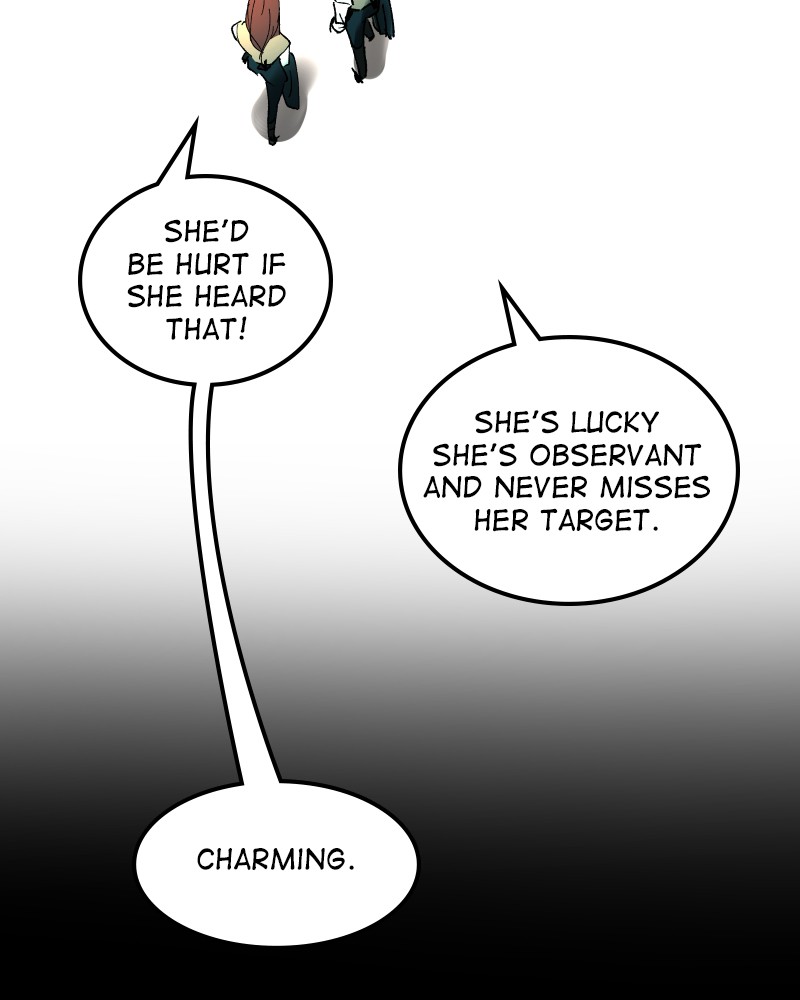 SHE'D
BE HURT IF
SHE HEARD
THAT!
SHE'S LUCKY
SHE'S OBSERVANT
AND NEVER MISSES
HER TARGET.
CHARMING.